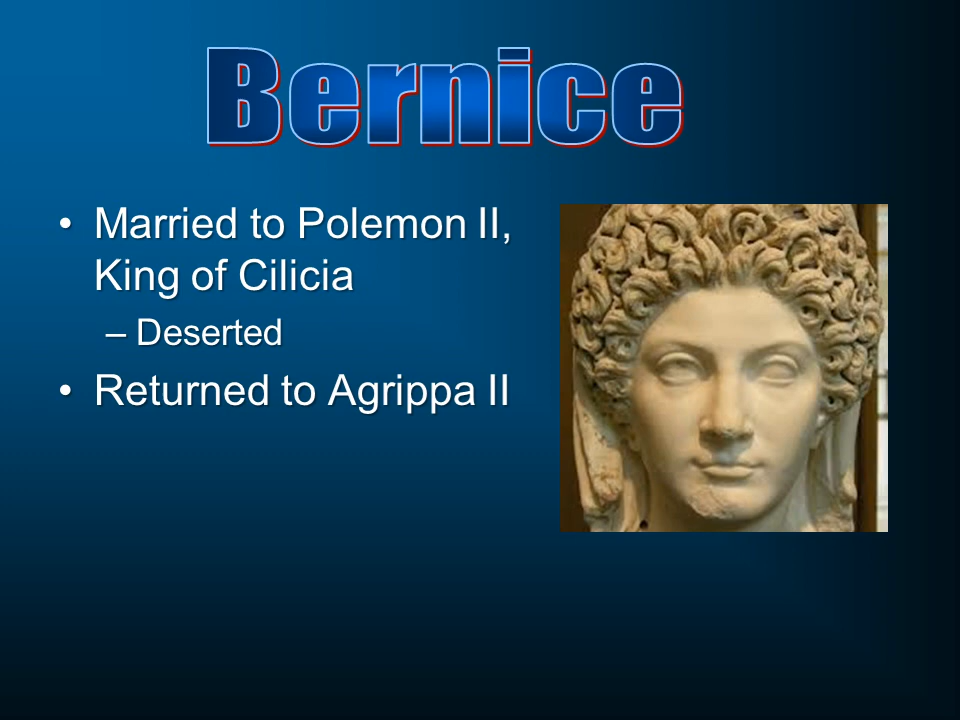 Bernice
• Married to Polemon II,
King of Cilicia
– Deserted
• Returned to Agrippa II